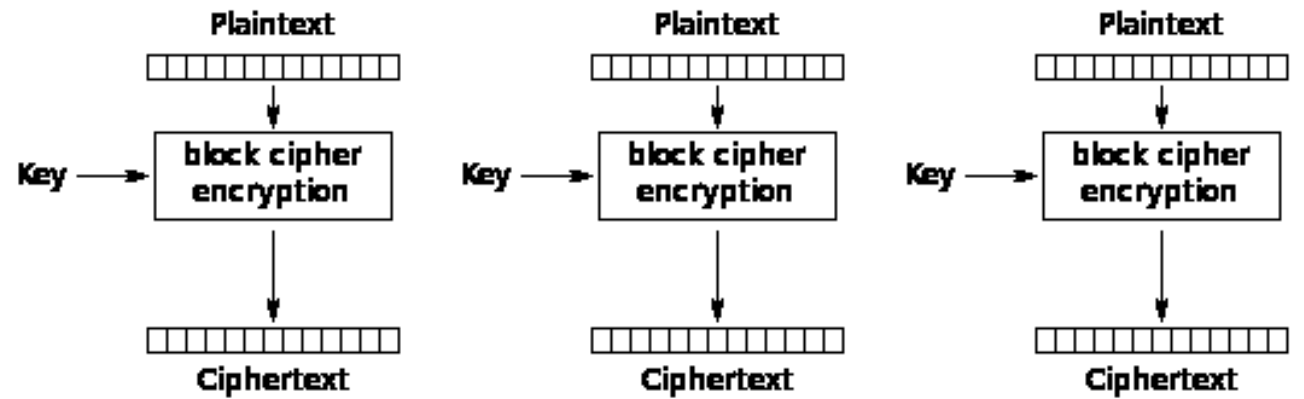 Plaintext
Plaintext
Plaintext
Key
block cipher
encryption
Key
block cipher
encryption
Key
block cipher
encryption
Ciphertext
Ciphertext
Ciphertext